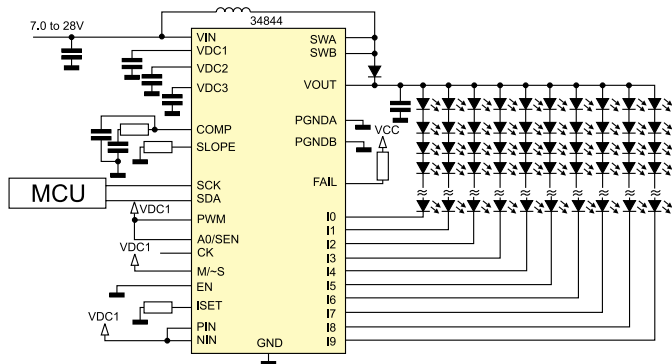 34844
7.0 to 28V
VIN
VDC1
VDC2
VDC3
COMP
SLOPE
MCU
SCK
SDA
VDC1
PWM
A0/SEN
VDC1
CK
M/~S
EN
ISET
VDC1
PIN
NIN
GND
SWA
SWB
VOUT
PGNDA
VCC
PGNDB
FAIL
I0
I1
I2
I3
I4
I5
I6
I7
I8
I9